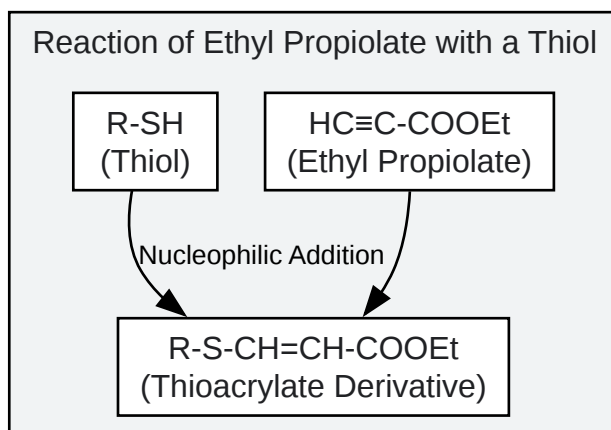 Reaction of Ethyl Propiolate with a Thiol
R-SH
(Thiol)
HC≡C-COOEt
(Ethyl Propiolate)
Nucleophilic Addition
R-S-CH=CH-COOEt
(Thioacrylate Derivative)